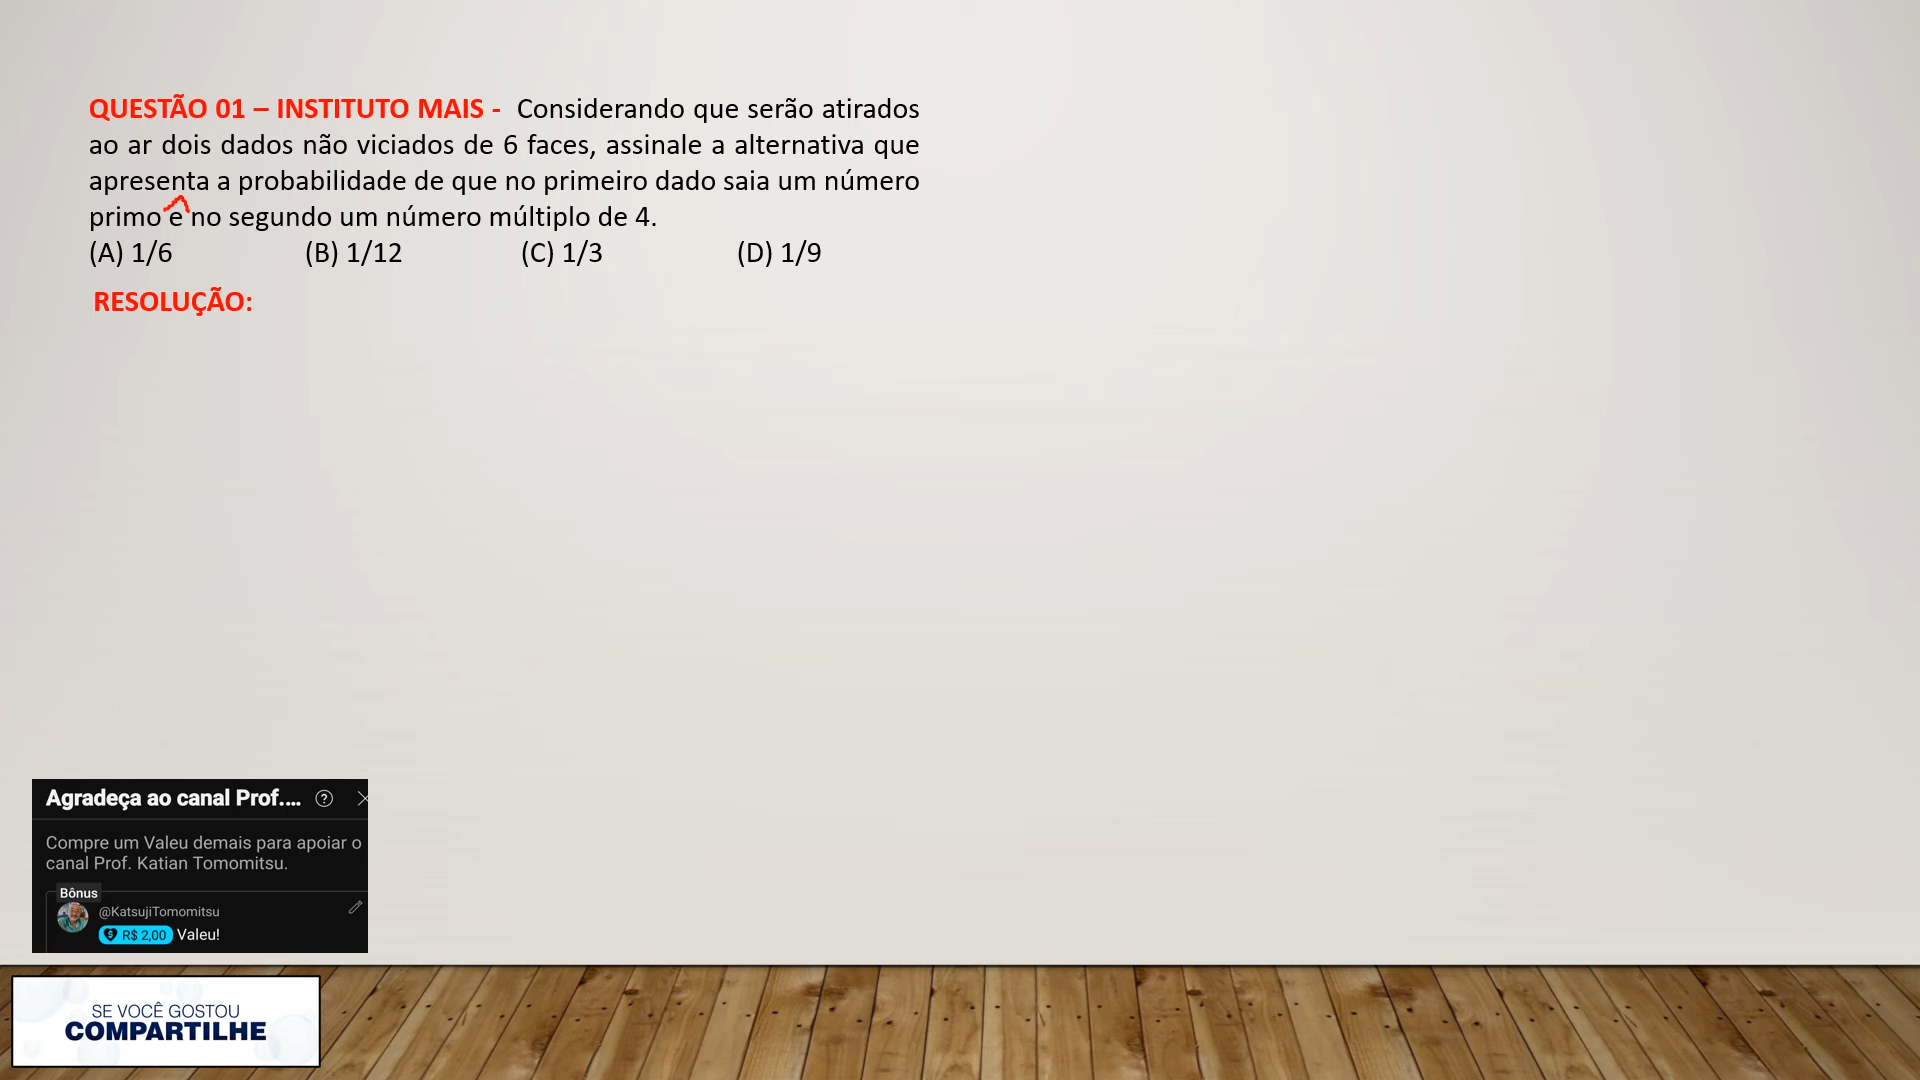 QUESTÃO 01 – INSTITUTO MAIS - Considerando que serão atirados
ao ar dois dados não viciados de 6 faces, assinale a alternativa que
apresenta a probabilidade de que no primeiro dado saia um número
primo e no segundo um número múltiplo de 4.
(A) 1/6 (B) 1/12 (C) 1/3 (D) 1/9
RESOLUÇÃO:
Agradeça ao canal Prof....
Compre um Valeu demais para apoiar o
canal Prof. Katian Tomomitsu.
Bônus
@KatsujiTomomitsu
R$ 2,00 Valeu!
SE VOCÊ GOSTOU
COMPARTILHE